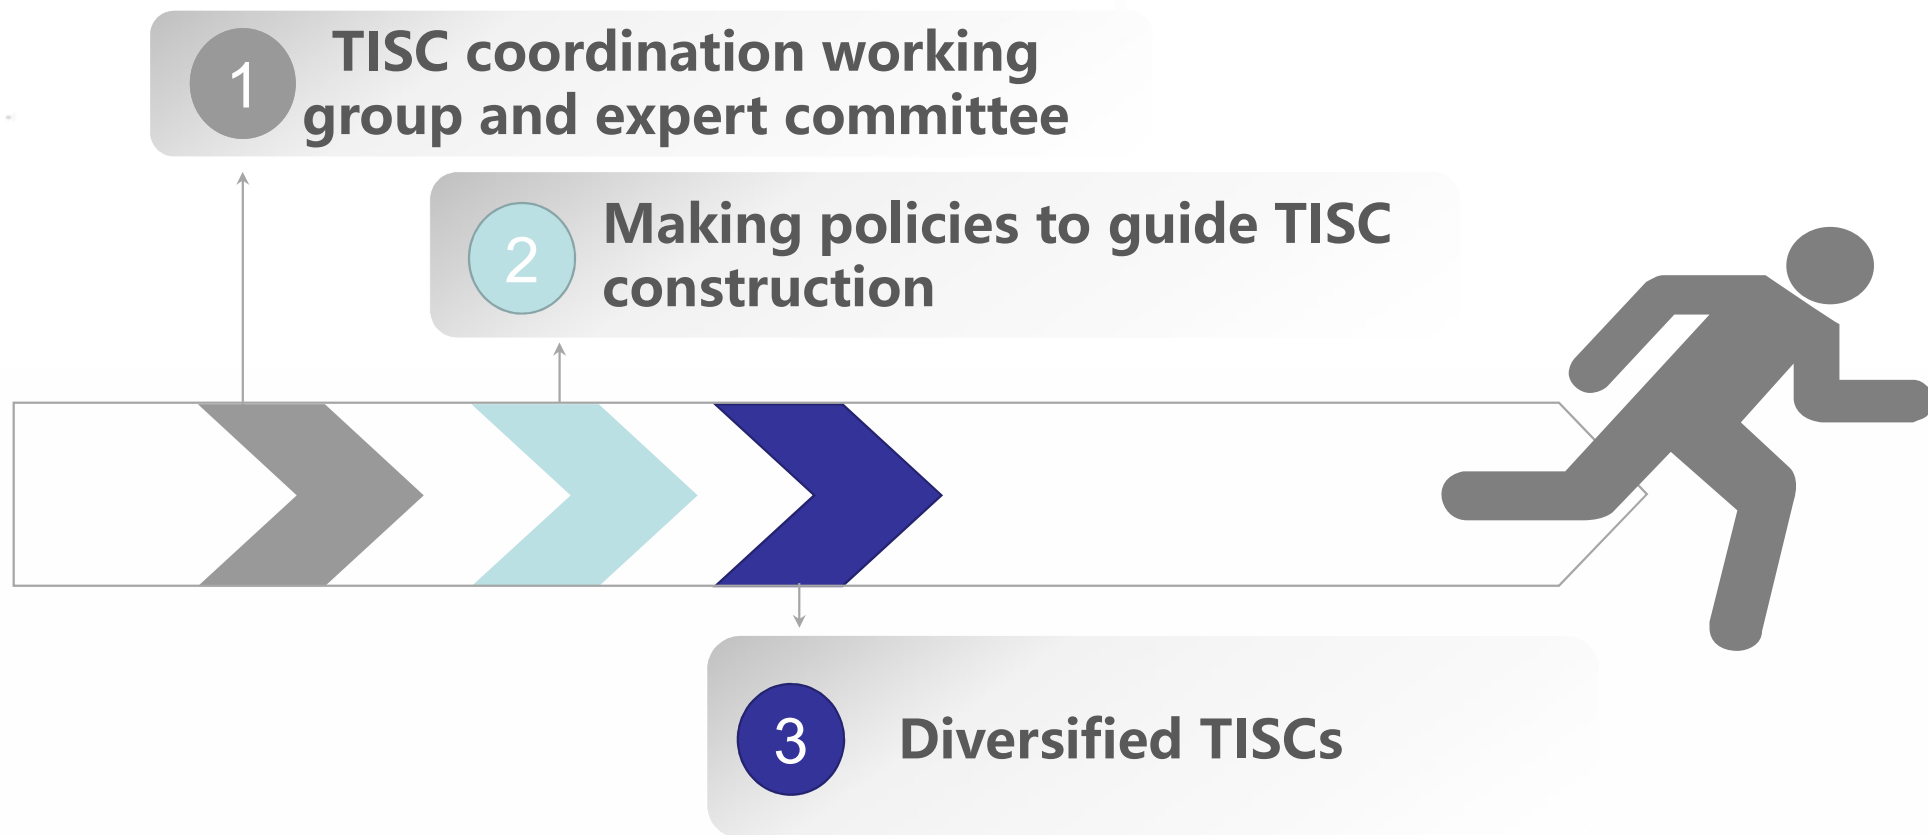 1
TISC coordination working
group and expert committee
2
Making policies to guide TISC
construction
3
Diversified TISCs